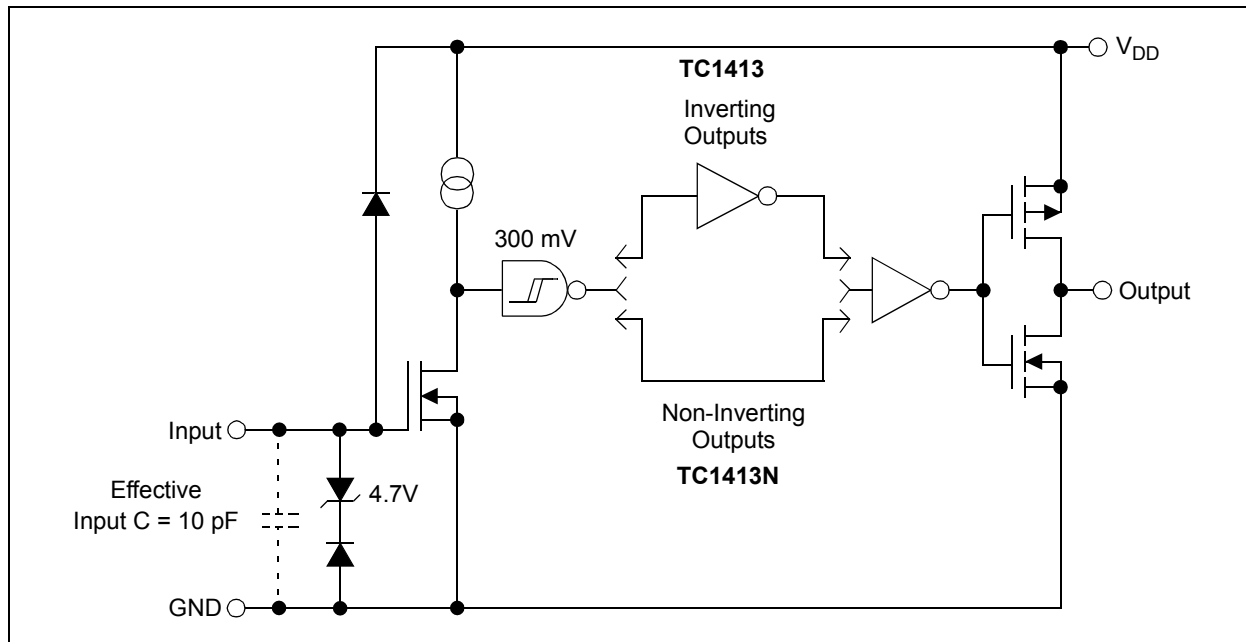 V_DD
TC1413
Inverting
Outputs
300 mV
Output
Input
Non-Inverting
Outputs
TC1413N
4.7V
Effective
Input C = 10 pF
GND